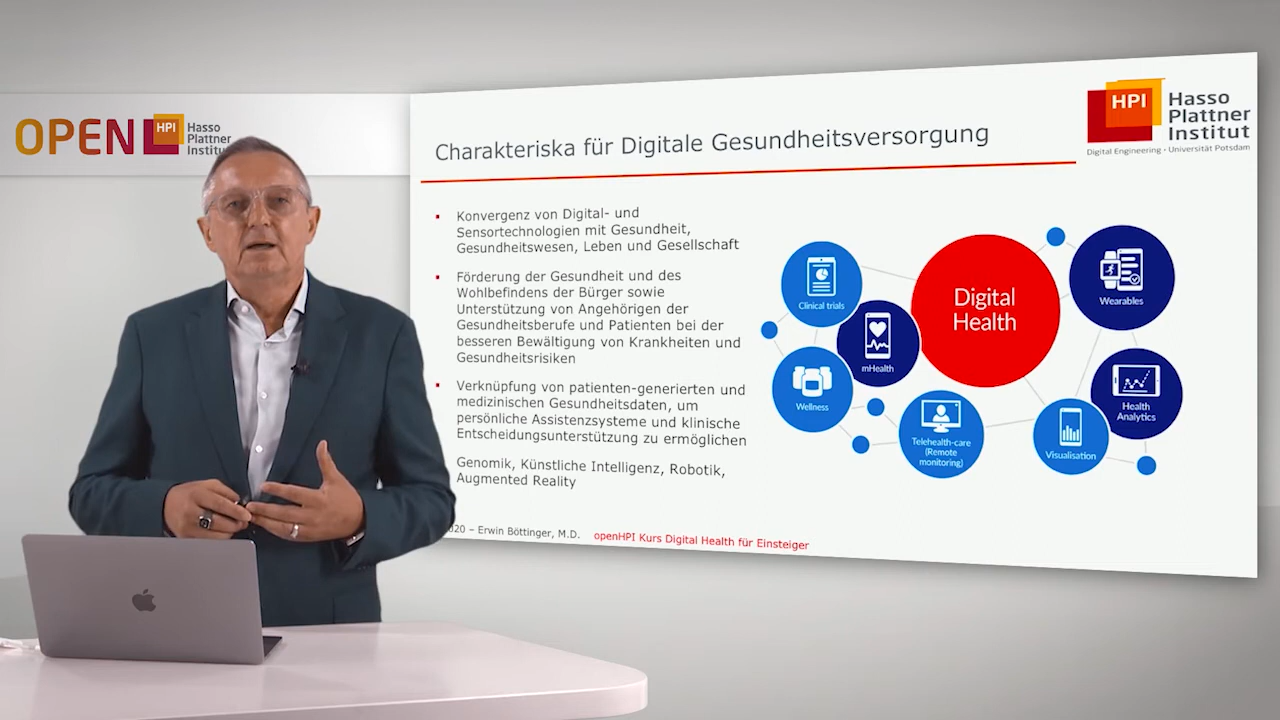 OPEN HPI
Hasso
Plattner
Charakteriska für Digitale Gesundheitsversorgung
HPI Hasso
Plattner
Institut
Digital Engineering • Universität Potsdam
Konvergenz von Digital- und
Sensortechnologien mit Gesundheit,
Gesundheitswesen, Leben und Gesellschaft
Förderung der Gesundheit und des
Wohlbefindens der Bürger sowie
Unterstützung von Angehörigen der
Gesundheitsberufe und Patienten bei der
besseren Bewältigung von Krankheiten und
Gesundheitsrisiken
Verknüpfung von patienten-generierten und
medizinischen Gesundheitsdaten, um
persönliche Assistenzsysteme und klinische
Entscheidungsunterstützung zu ermöglichen
Genomik, Künstliche Intelligenz, Robotik,
Augmented Reality
Digital
Health
Clinical trials
mHealth
Wellness
Telehealth-care
(Remote
monitoring)
Visualisation
Health
Analytics
Wearables
– Erwin Böttinger, M.D. openHPI Kurs Digital Health für Einsteiger